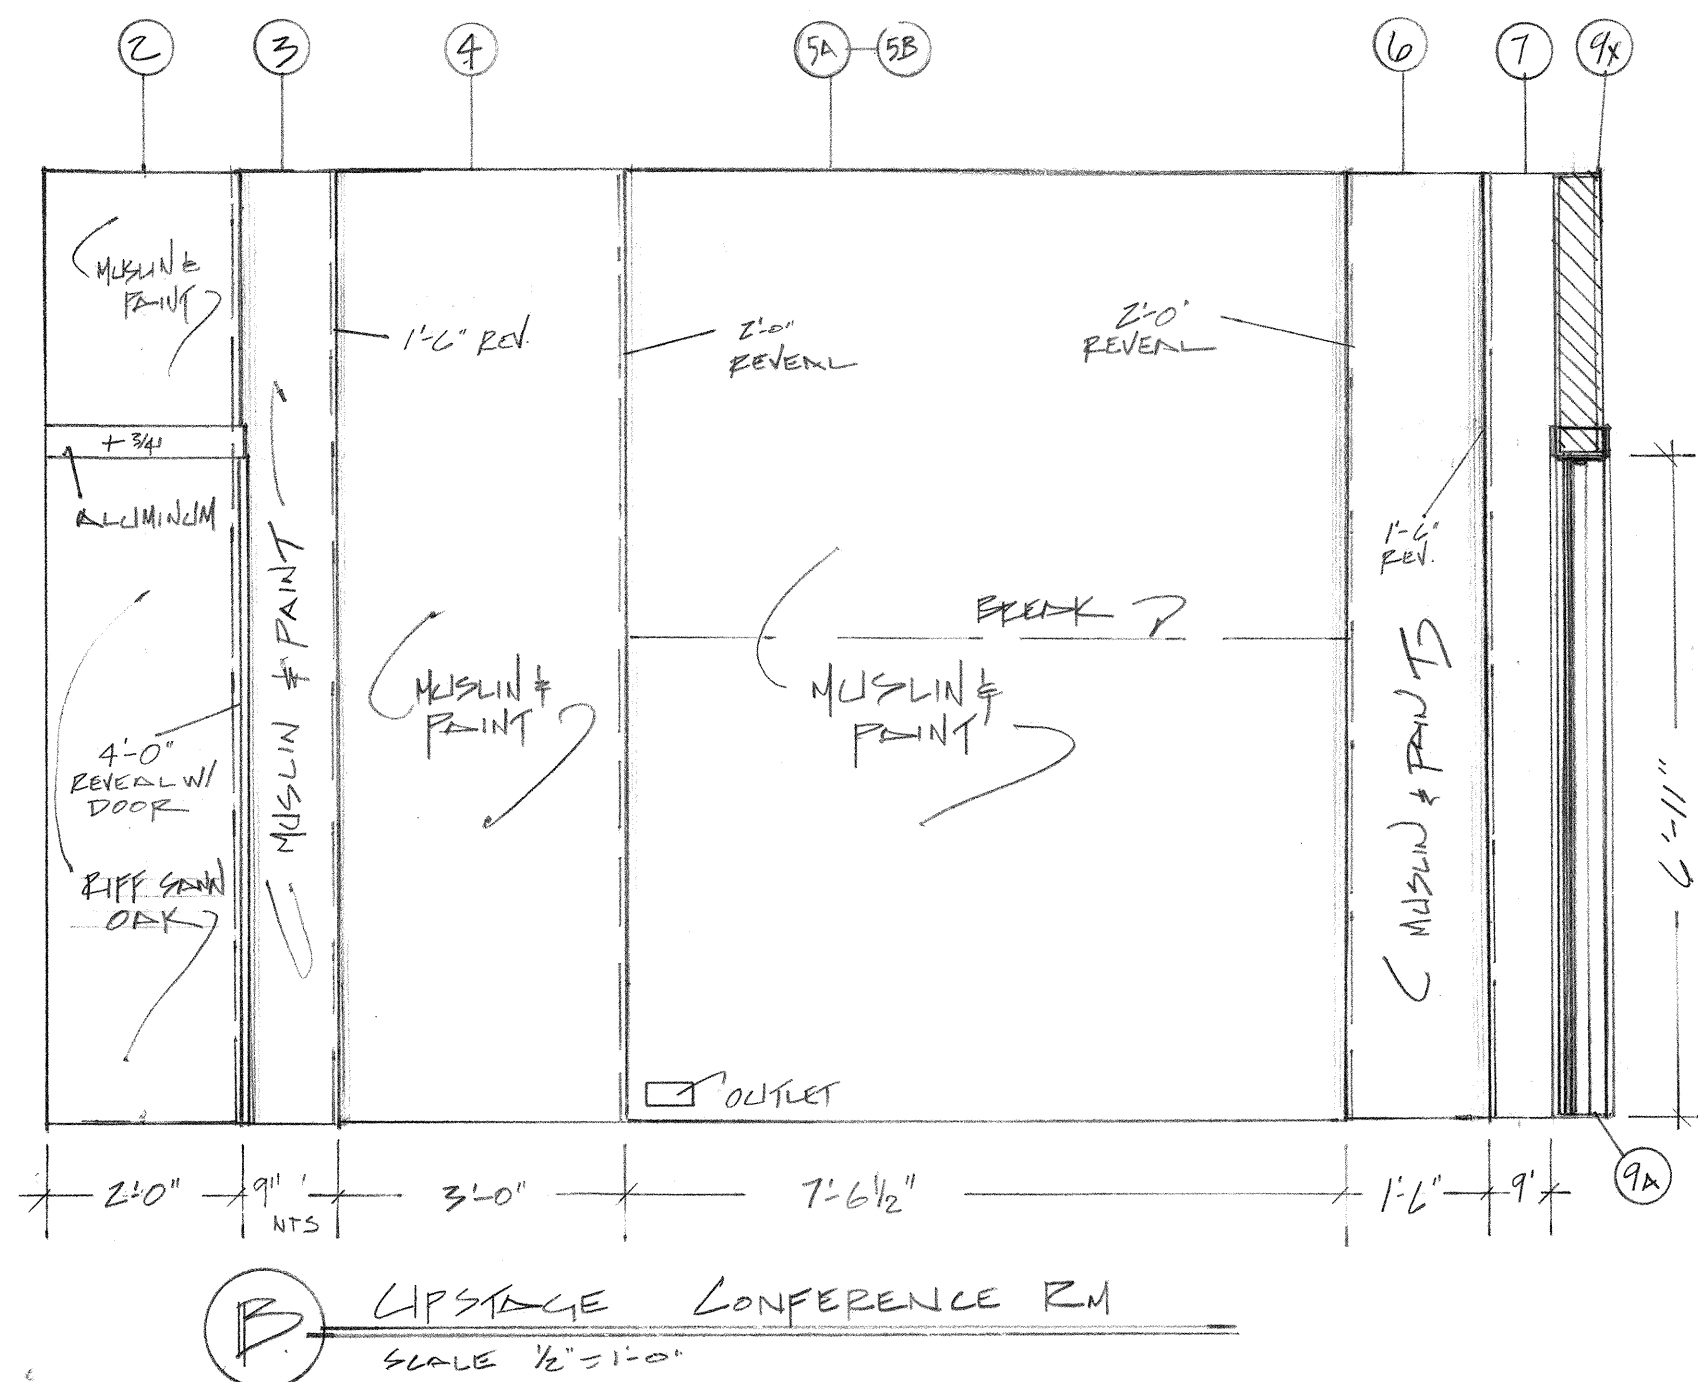 2
3
4
5A
5B
6
7
9X
MUSLIN &
PAINT
+ 3/4"
ALUMINUM
4'-0"
REVEAL W/
DOOR
RIFF SAWN
OAK
MUSLIN & PAINT
1'-6" REV.
MUSLIN &
PAINT
2'-0"
REVEAL
2'-0"
REVEAL
BREAK
MUSLIN &
PAINT
OUTLET
1'-6"
REV.
MUSLIN & PAINT
6'-11"
9A
2'-0"
9"
NTS
3'-0"
7'-6 1/2"
1'-6"
9'
B.
UPSTAGE CONFERENCE RM
SCALE 1/2" = 1'-0"